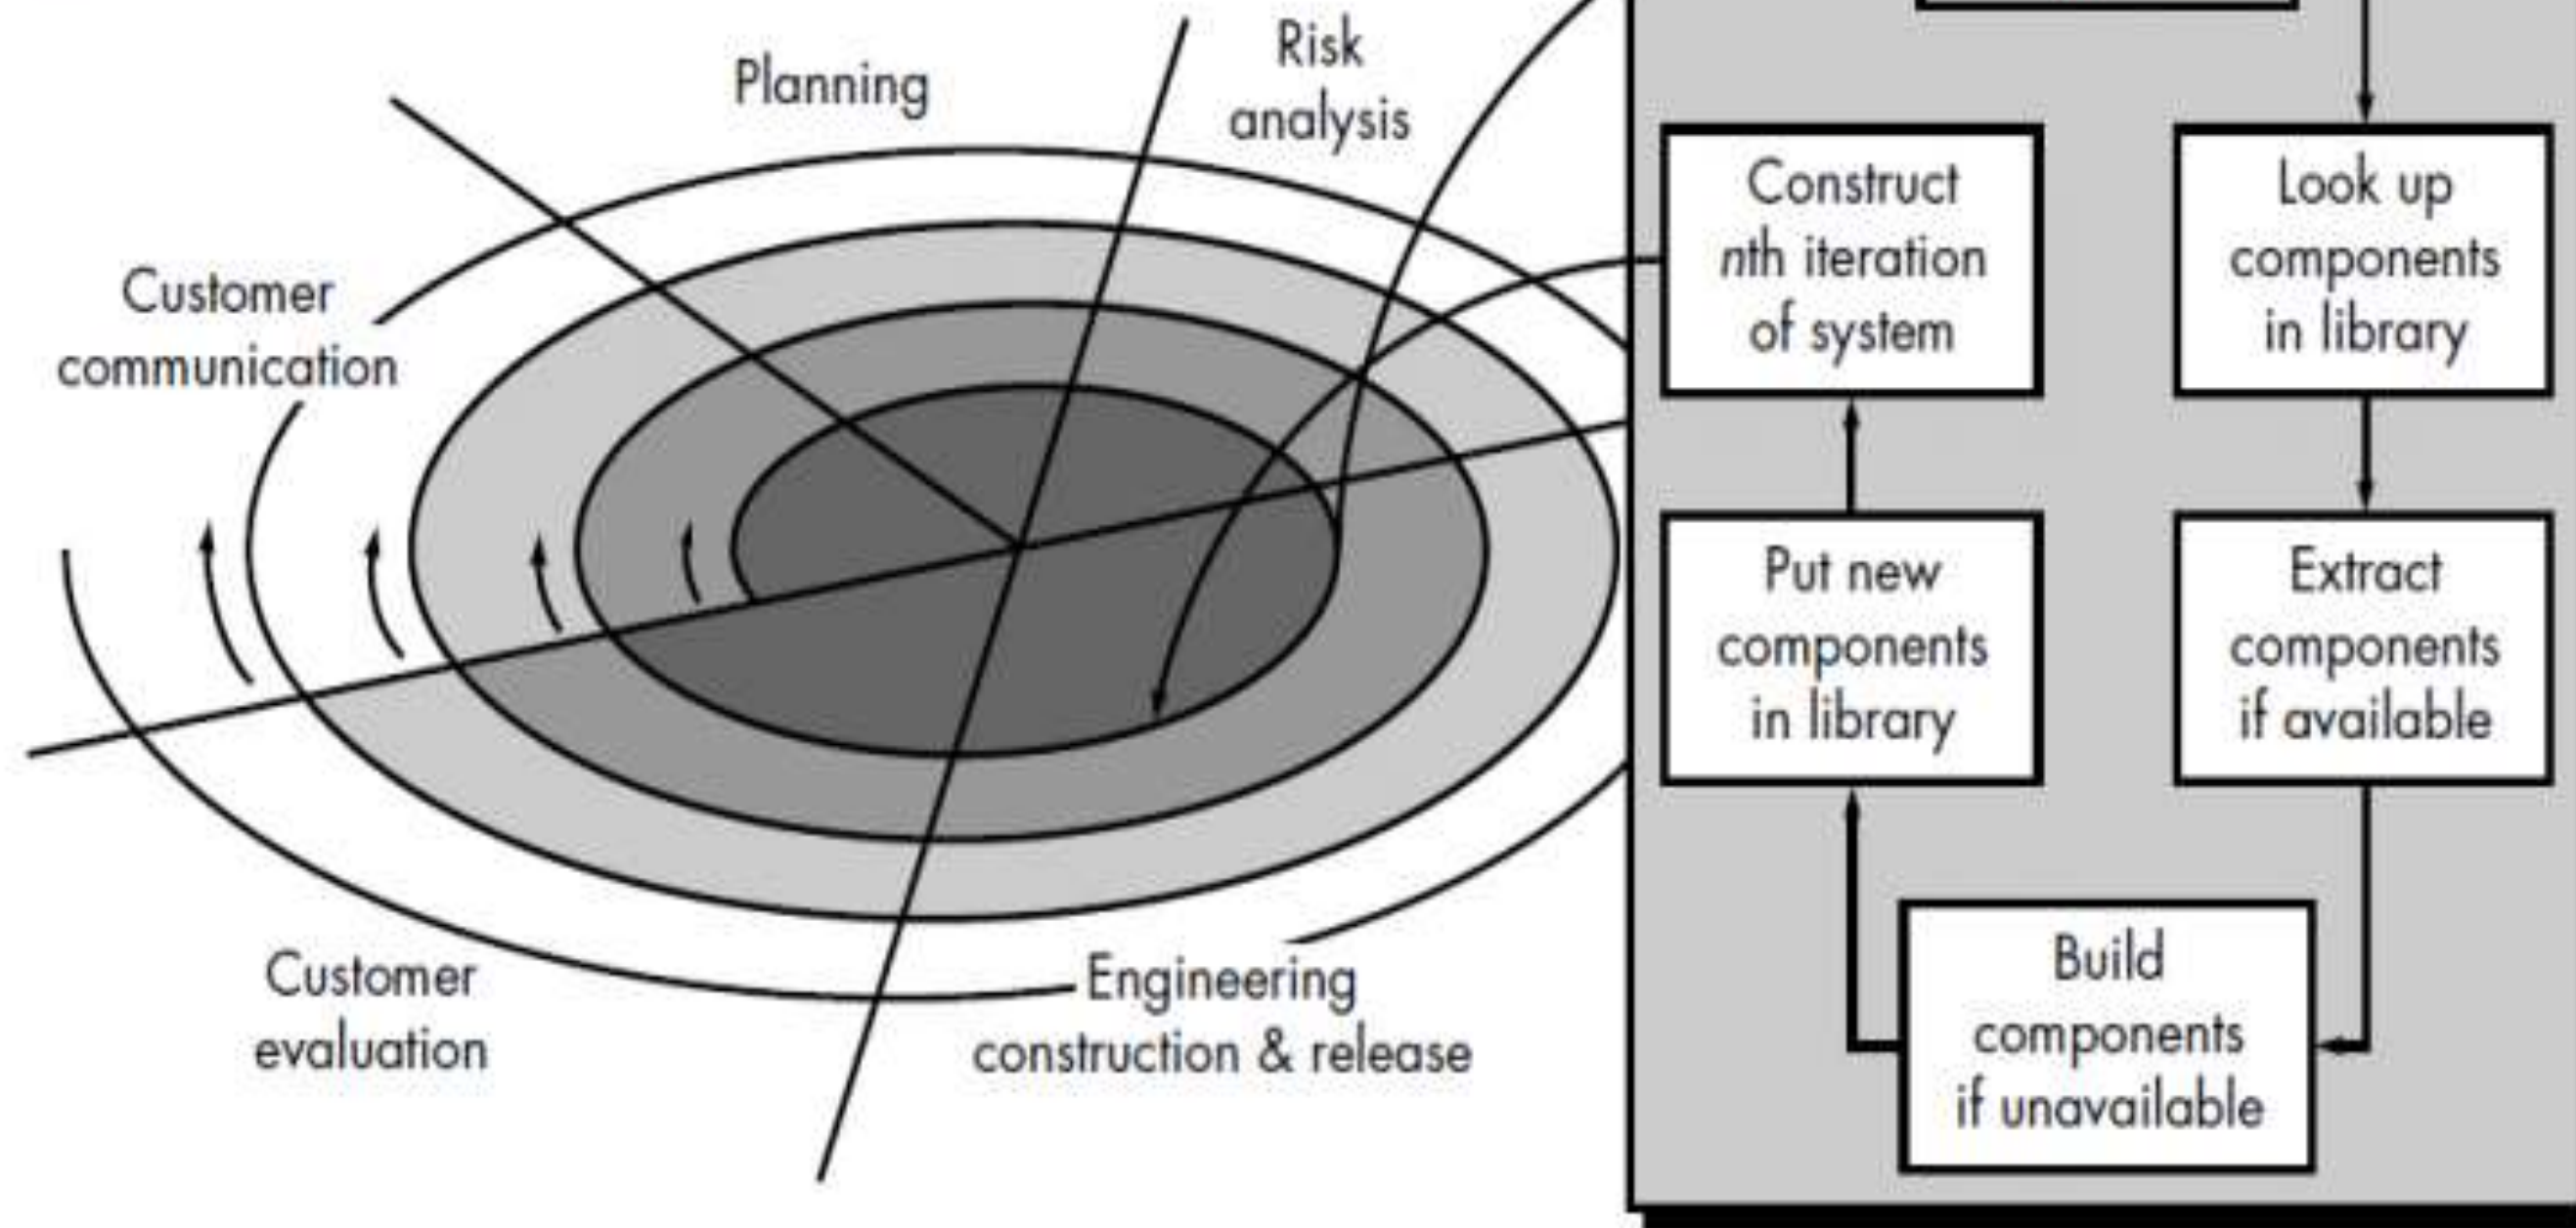 Planning
Risk
analysis
Customer
communication
Customer
evaluation
Engineering
construction & release
Construct
nth iteration
of system
Look up
components
in library
Put new
components
in library
Extract
components
if available
Build
components
if unavailable